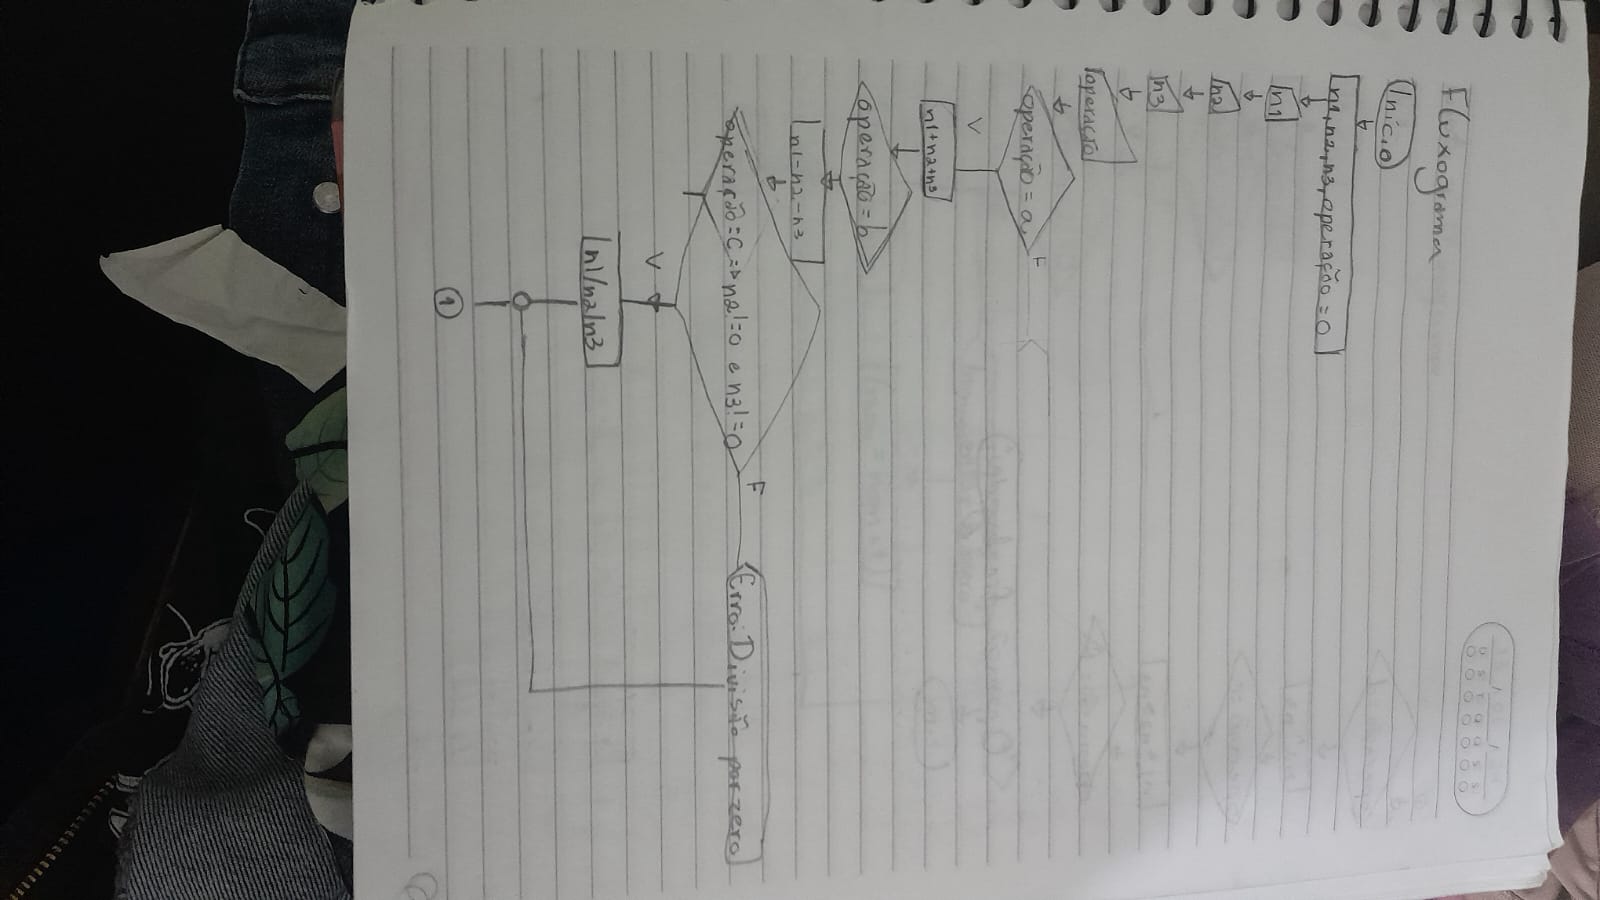 Fluxograma
Início
n1,n2,n3,operação=0
n1
n2
n3
operação
operação=a
F
V
n1+n2+n3
operação=b
n1-n2-n3
operação=c=>n2!=0 e n3!=0
F
Erro: Divisão por zero
V
n1/n2/n3
1
D S T Q Q S S